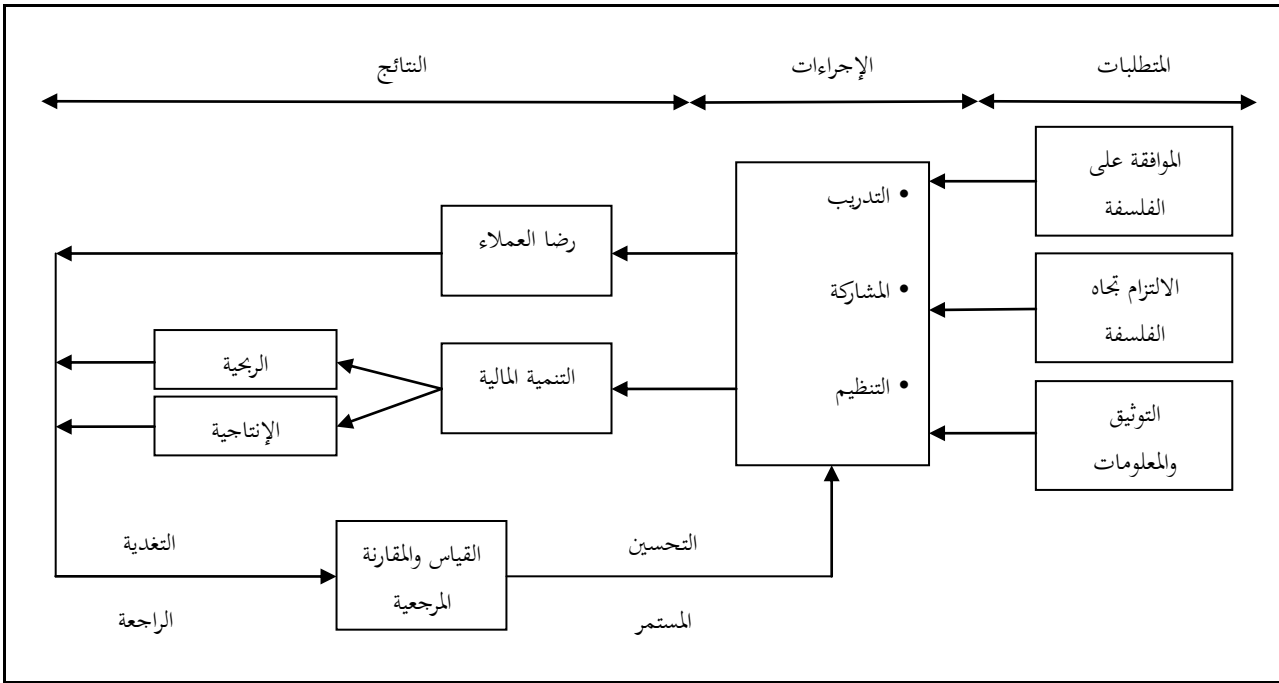 المتطلبات
الإجراءات
النتائج
الموافقة على
الفلسفة
الالتزام تجاه
الفلسفة
التوثيق
والمعلومات
• التدريب
• المشاركة
• التنظيم
رضا العملاء
التنمية المالية
الربحية
الإنتاجية
التحسين
المستمر
القياس والمقارنة
المرجعية
التغدية
الراجعة